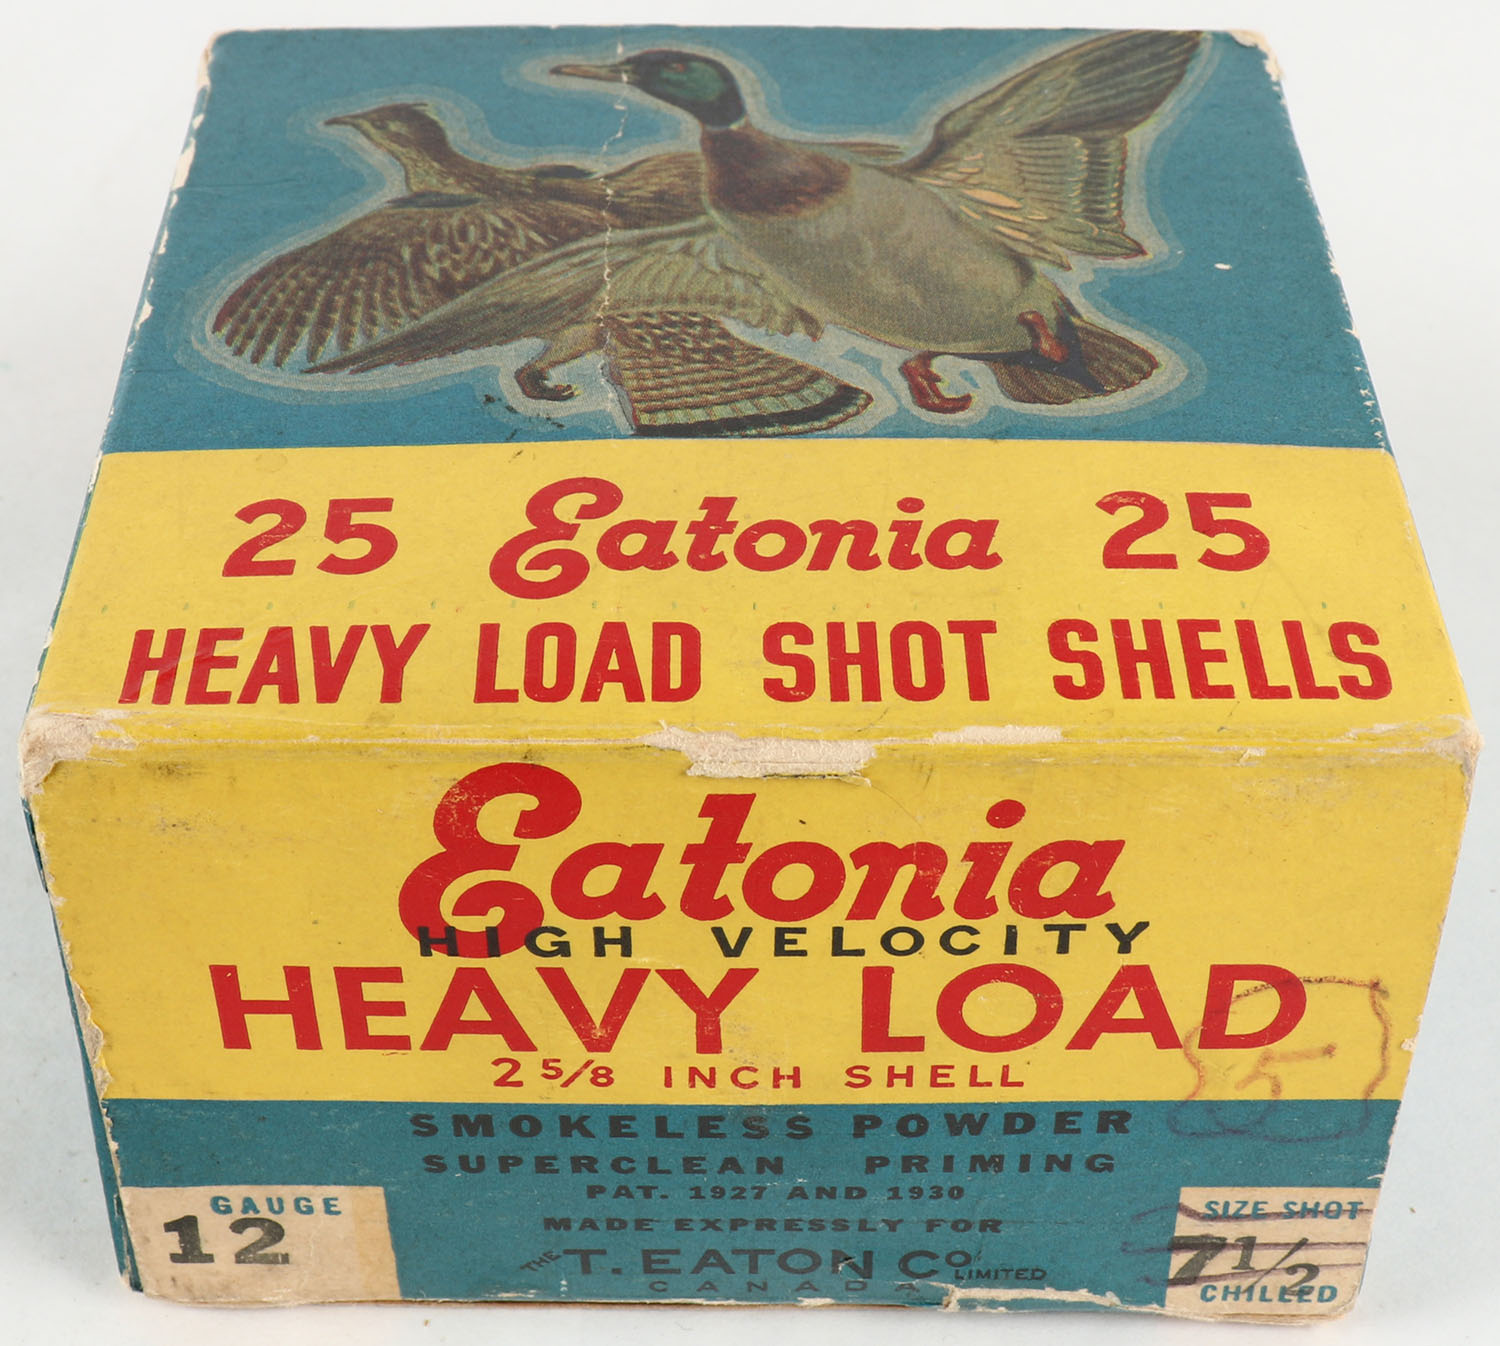 25 Eatonia 25
HEAVY LOAD SHOT SHELLS
Eatonia
HIGH VELOCITY
HEAVY LOAD
2 5/8 INCH SHELL
5
SMOKELESS POWDER
SUPERCLEAN PRIMING
PAT. 1927 AND 1930
MADE EXPRESSLY FOR
THE T. EATON Co. LIMITED
CANADA
GAUGE
12
SIZE SHOT
7 1/2
CHILLED